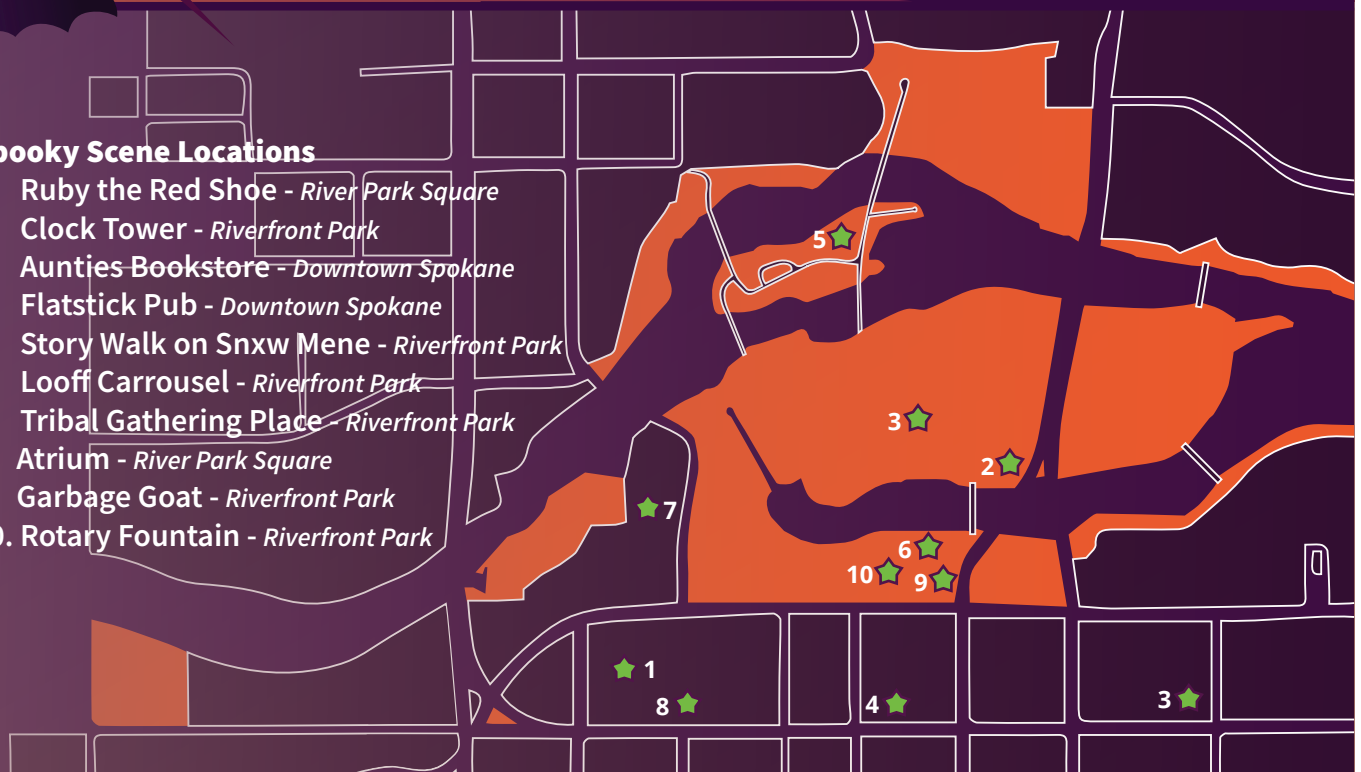 Scene Locations
Ruby the Red Shoe - River Park Square
Clock Tower - Riverfront Park
Aunties Bookstore - Downtown Spokane
Flatstick Pub - Downtown Spokane
Story Walk on Snxw Mene - Riverfront Park
Looff Carrousel - Riverfront Park
Tribal Gathering Place - Riverfront Park
Atrium - River Park Square
Garbage Goat - Riverfront Park
. Rotary Fountain - Riverfront Park
5
3
2
7
6
10
9
1
8
4
3